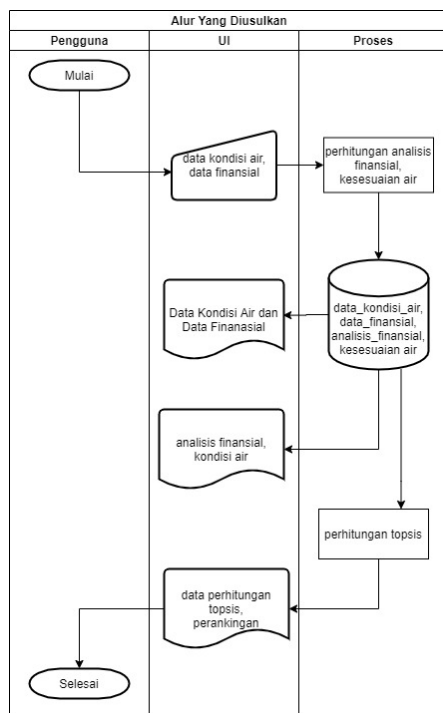 Alur Yang Diusulkan
Pengguna
UI
Proses
Mulai
data kondisi air,
data finansial
perhitungan analisis
finansial,
kesesuaian air
Data Kondisi Air dan
Data Finanasial
data_kondisi_air,
data_finansial,
analisis_finansial,
kesesuaian air
analisis finansial,
kondisi air
perhitungan topsis
data perhitungan
topsis,
perankingan
Selesai